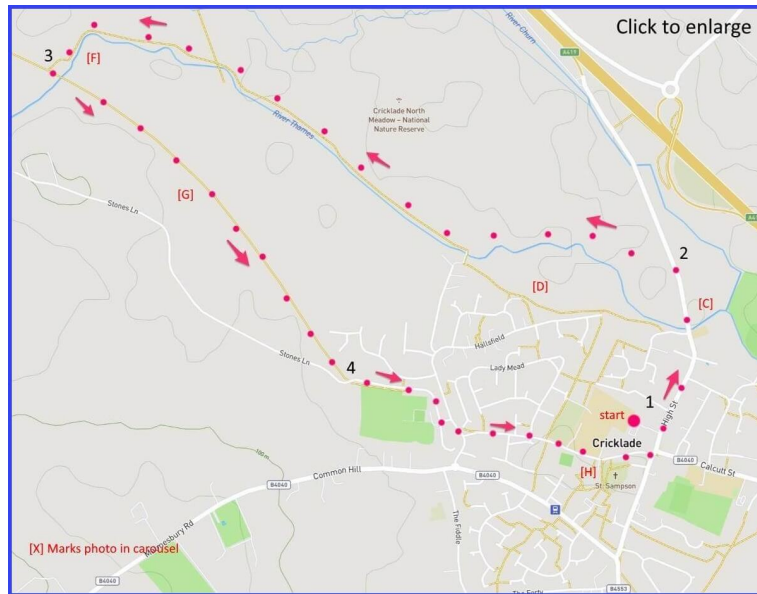 Click to enlarge
River Churn
A419
3
[F]
Cricklade North
Meadow – National
Nature Reserve
River Thames
[G]
Stones Ln
2
[D]
[C]
Hallsfield
Stones Ln
4
Lady Mead
1
start
High St
Cricklade
B4040
Calcutt St
[H]
St. Sampson
Common Hill
B4040
B4040
100 m
Malmesbury Rd
The Fiddle
[X] Marks photo in carousel
B4040
The Forty
B4553